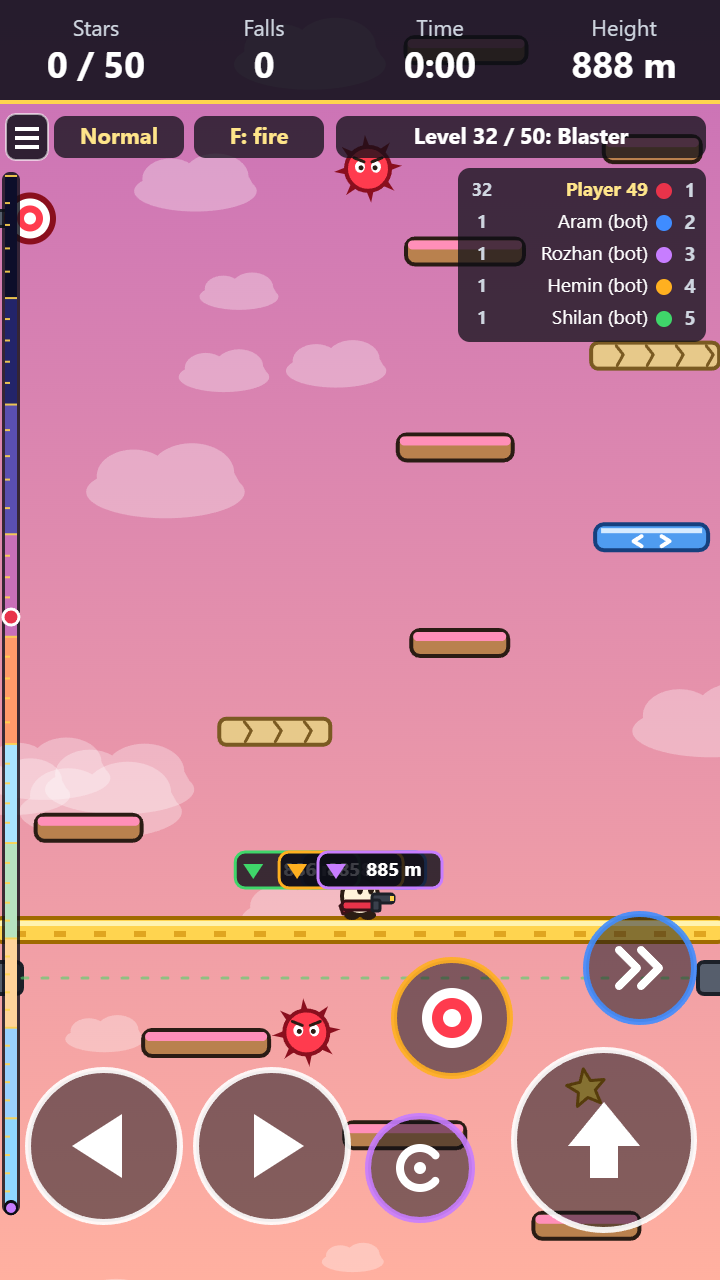 Stars Falls Time Height
0 / 50 0 0:00 888 m
Normal F: fire Level 32 / 50: Blaster
32 Player 49 1
1 Aram (bot) 2
1 Rozhan (bot) 3
1 Hemin (bot) 4
1 Shilan (bot) 5
885 m